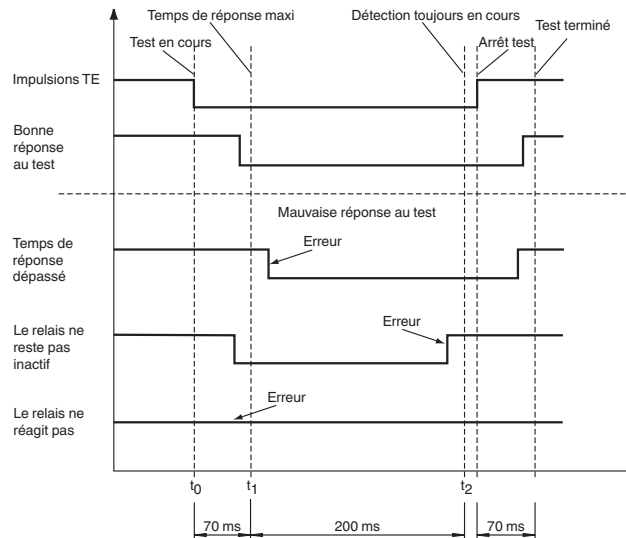 Temps de réponse maxi
Détection toujours en cours
Test terminé
Test en cours
Arrêt test
Impulsions TE
Bonne
réponse
au test
Mauvaise réponse au test
Temps de
réponse
dépassé
Erreur
Le relais ne
reste pas
inactif
Erreur
Le relais ne
réagit pas
Erreur
t0 t1 t2
70 ms 200 ms 70 ms